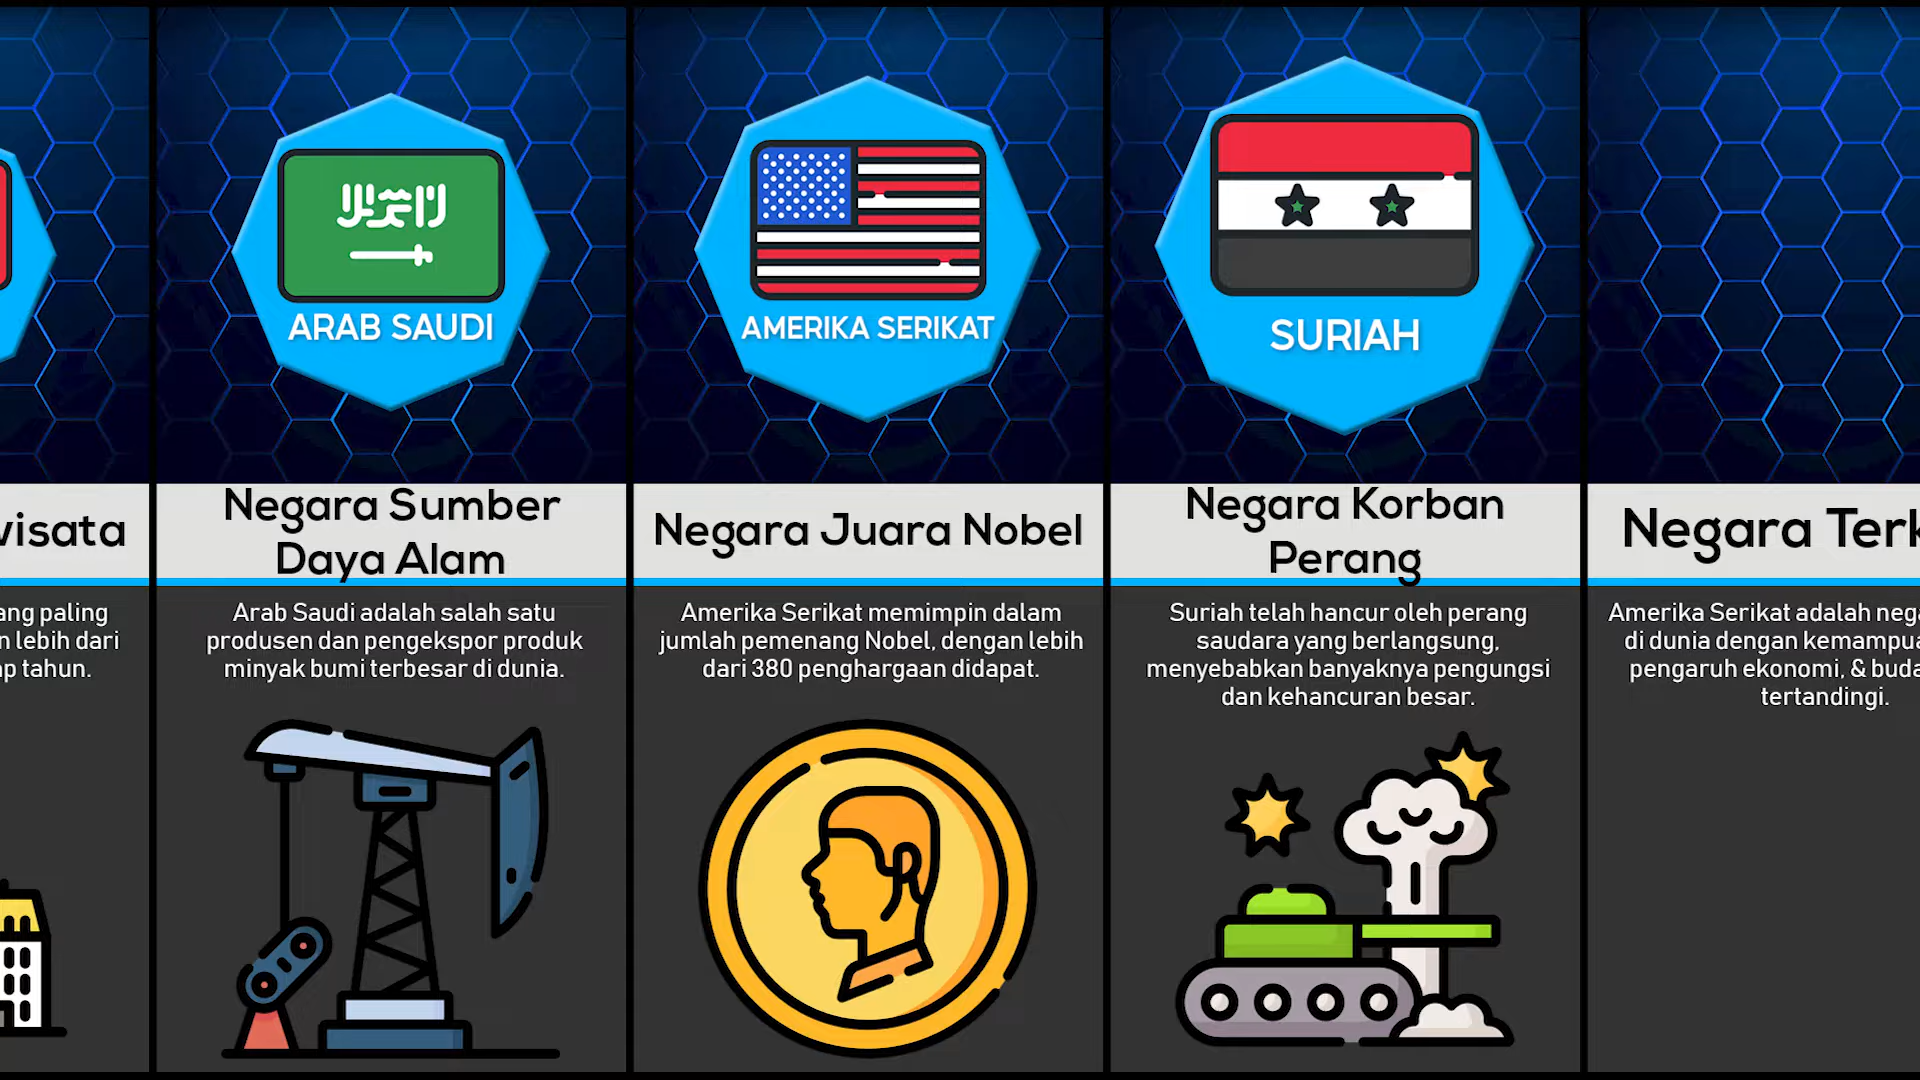 wisata
ang paling
n lebih dari
ap tahun.
ARAB SAUDI
Negara Sumber
Daya Alam
Arab Saudi adalah salah satu
produsen dan pengekspor produk
minyak bumi terbesar di dunia.
AMERIKA SERIKAT
Negara Juara Nobel
Amerika Serikat memimpin dalam
jumlah pemenang Nobel, dengan lebih
dari 380 penghargaan didapat.
SURIAH
Negara Korban
Perang
Suriah telah hancur oleh perang
saudara yang berlangsung,
menyebabkan banyaknya pengungsi
dan kehancuran besar.
Negara Terk
Amerika Serikat adalah nega
di dunia dengan kemampua
pengaruh ekonomi, & buda
tertandingi.